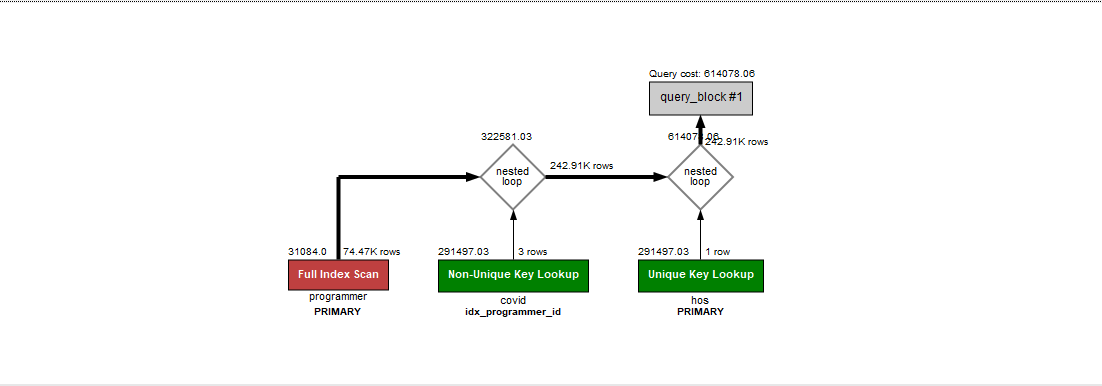 Query cost: 614078.06
query_block #1
322581.03
614078.06
242.91K rows
nested
loop
242.91K rows
nested
loop
31084.0
74.47K rows
291497.03
3 rows
291497.03
1 row
Full Index Scan
Non-Unique Key Lookup
Unique Key Lookup
programmer
covid
hos
PRIMARY
idx_programmer_id
PRIMARY